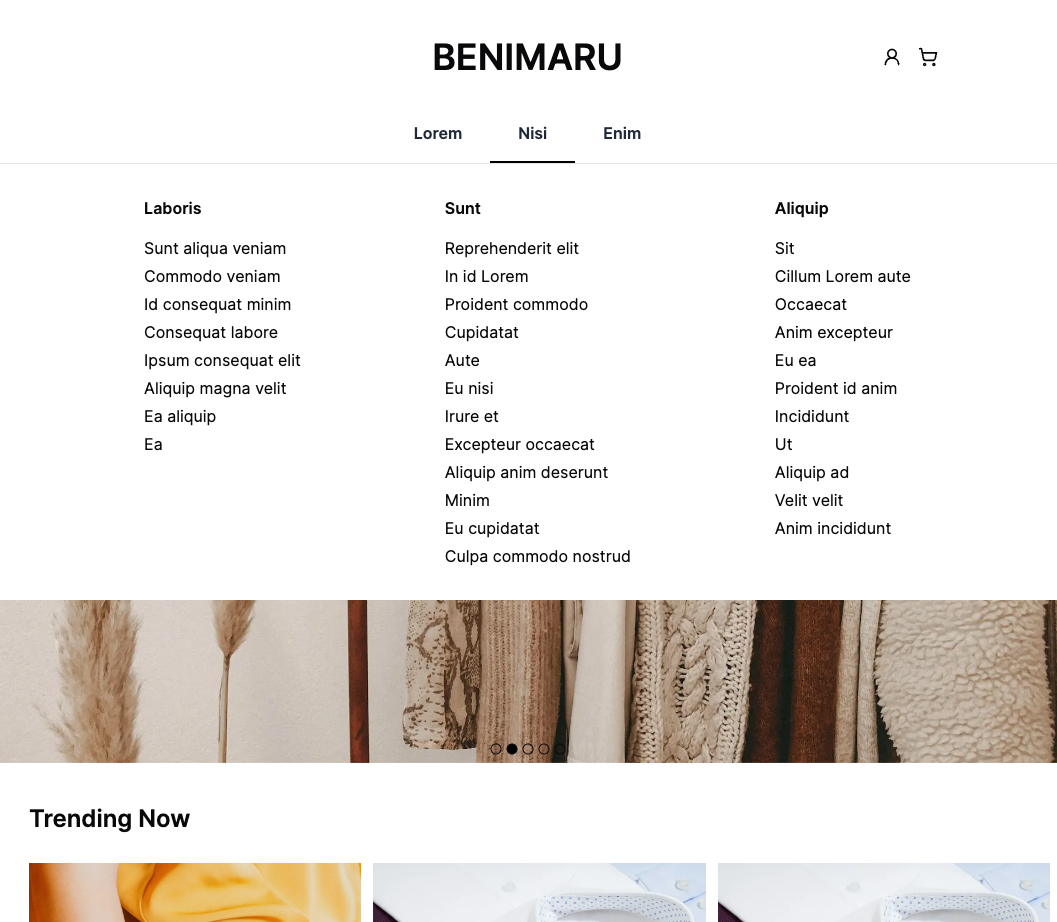 BENIMARU
Lorem
Nisi
Enim
Laboris
Sunt aliqua veniam
Commodo veniam
Id consequat minim
Consequat labore
Ipsum consequat elit
Aliquip magna velit
Ea aliquip
Ea
Sunt
Reprehenderit elit
In id Lorem
Proident commodo
Cupidatat
Aute
Eu nisi
Irure et
Excepteur occaecat
Aliquip anim deserunt
Minim
Eu cupidatat
Culpa commodo nostrud
Aliquip
Sit
Cillum Lorem aute
Occaecat
Anim excepteur
Eu ea
Proident id anim
Incididunt
Ut
Aliquip ad
Velit velit
Anim incididunt
Trending Now